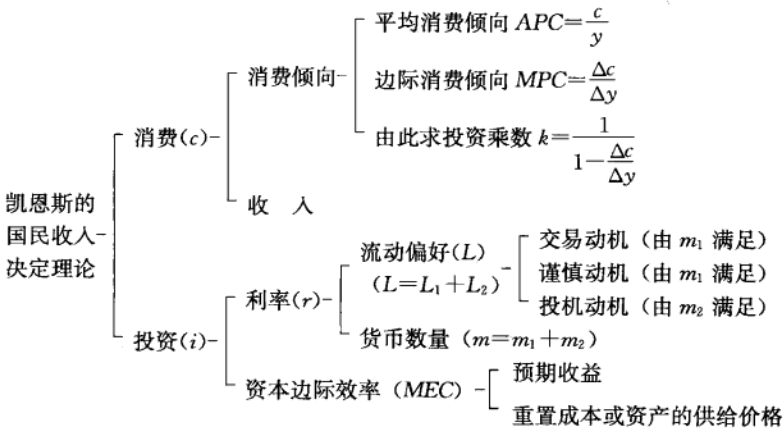 平均消费倾向 APC=c/y
消费倾向
边际消费倾向 MPC=Δc/Δy
消费(c)
由此求投资乘数 k=1/(1-Δc/Δy)
收 入
凯恩斯的
国民收入
决定理论
流动偏好(L)
(L=L₁+L₂)
交易动机（由 m₁ 满足）
谨慎动机（由 m₁ 满足）
投机动机（由 m₂ 满足）
利率(r)
货币数量（m=m₁+m₂）
投资(i)
资本边际效率（MEC）
预期收益
重置成本或资产的供给价格